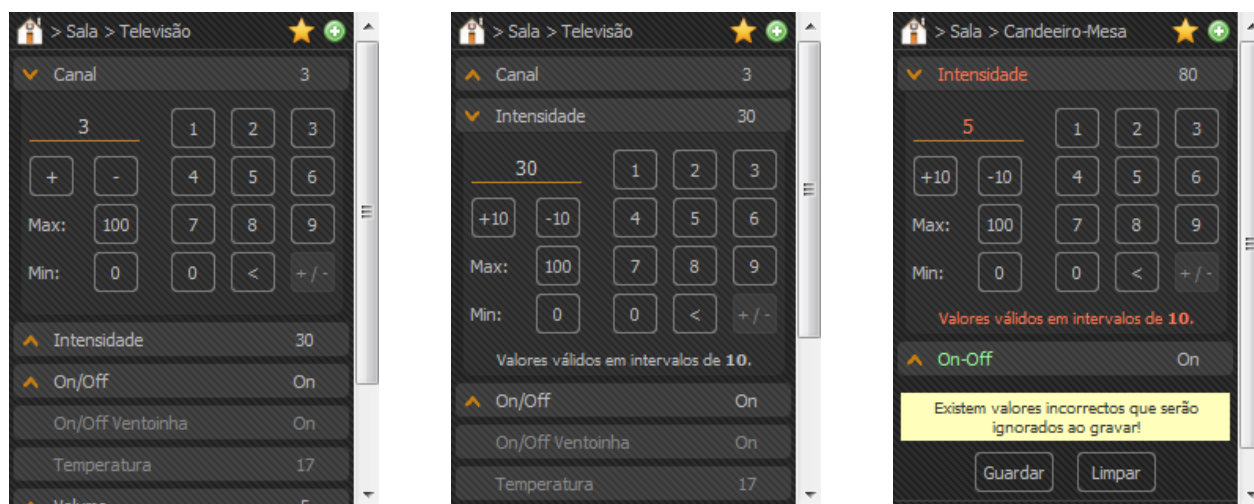 > Sala > Televisão
Canal 3
3 1 2 3
+ - 4 5 6
Max: 100 7 8 9
Min: 0 0 < + / -
Intensidade 30
On/Off On
On/Off Ventoinha On
Temperatura 17
Volume 5
> Sala > Televisão
Canal 3
Intensidade 30
30 1 2 3
+10 -10 4 5 6
Max: 100 7 8 9
Min: 0 0 < + / -
Valores válidos em intervalos de 10.
On/Off On
On/Off Ventoinha On
Temperatura 17
> Sala > Candeeiro-Mesa
Intensidade 80
5 1 2 3
+10 -10 4 5 6
Max: 100 7 8 9
Min: 0 0 < + / -
Valores válidos em intervalos de 10.
On-Off On
Existem valores incorrectos que serão
ignorados ao gravar!
Guardar Limpar